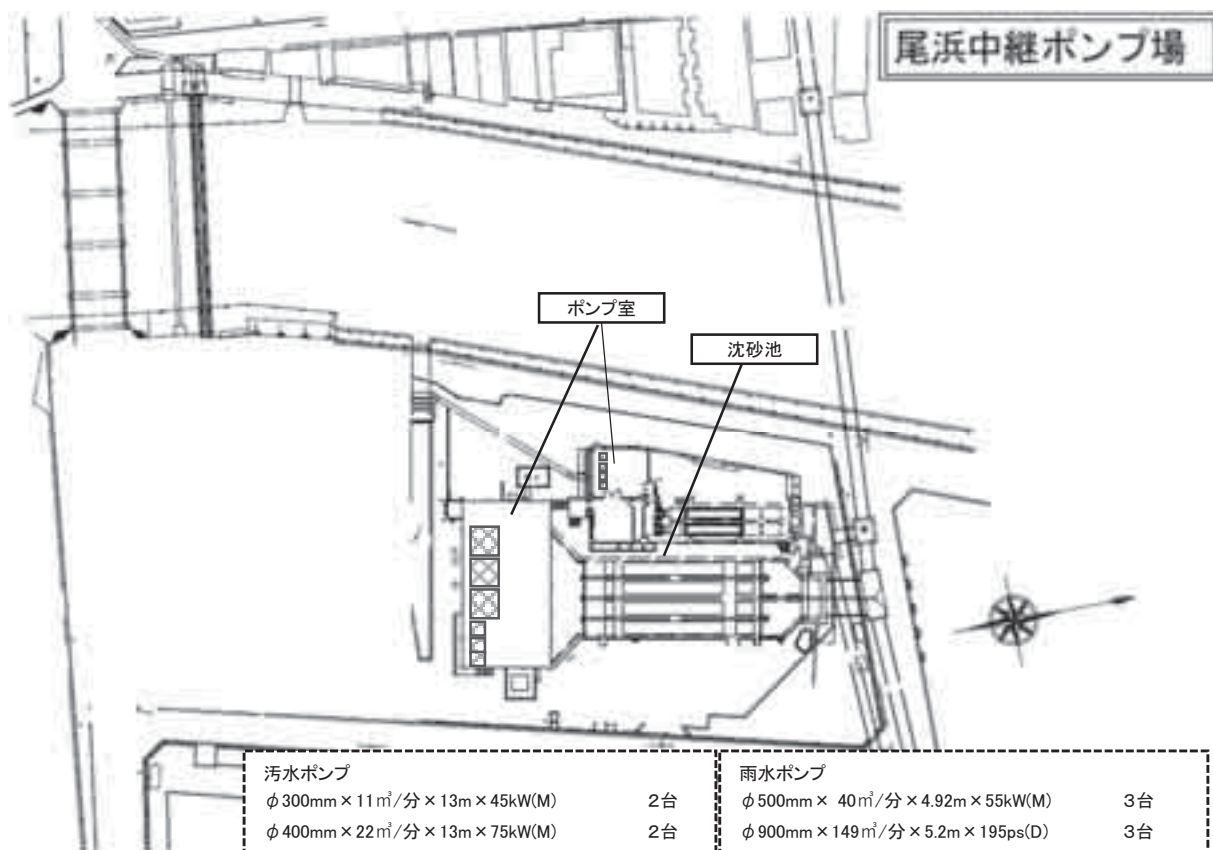 尾浜中継ポンプ場
ポンプ室
沈砂池
汚水ポンプ
φ300mm×11㎥/分×13m×45kW(M) 2台
φ400mm×22㎥/分×13m×75kW(M) 2台
雨水ポンプ
φ500mm× 40㎥/分×4.92m×55kW(M) 3台
φ900mm×149㎥/分×5.2m×195ps(D) 3台